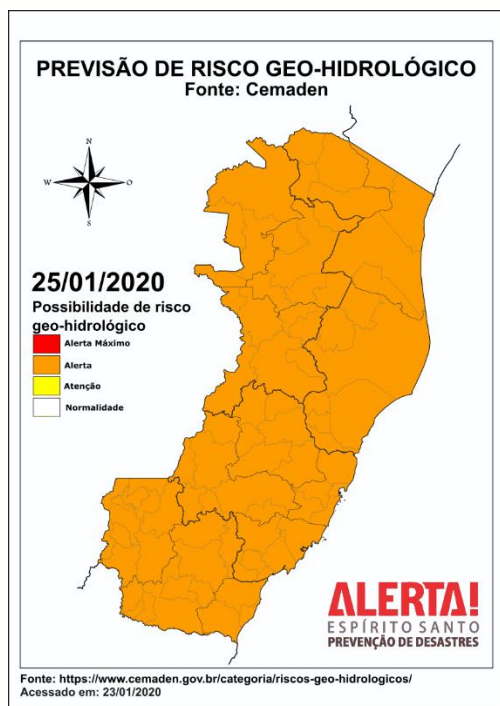 PREVISÃO DE RISCO GEO-HIDROLÓGICO
Fonte: Cemaden
N
W O
S
25/01/2020
Possibilidade de risco
geo-hidrológico
Alerta Máximo
Alerta
Atenção
Normalidade
ALERTA!
ESPÍRITO SANTO
PREVENÇÃO DE DESASTRES
Fonte: https://www.cemaden.gov.br/categoria/riscos-geo-hidrologicos/
Acessado em: 23/01/2020